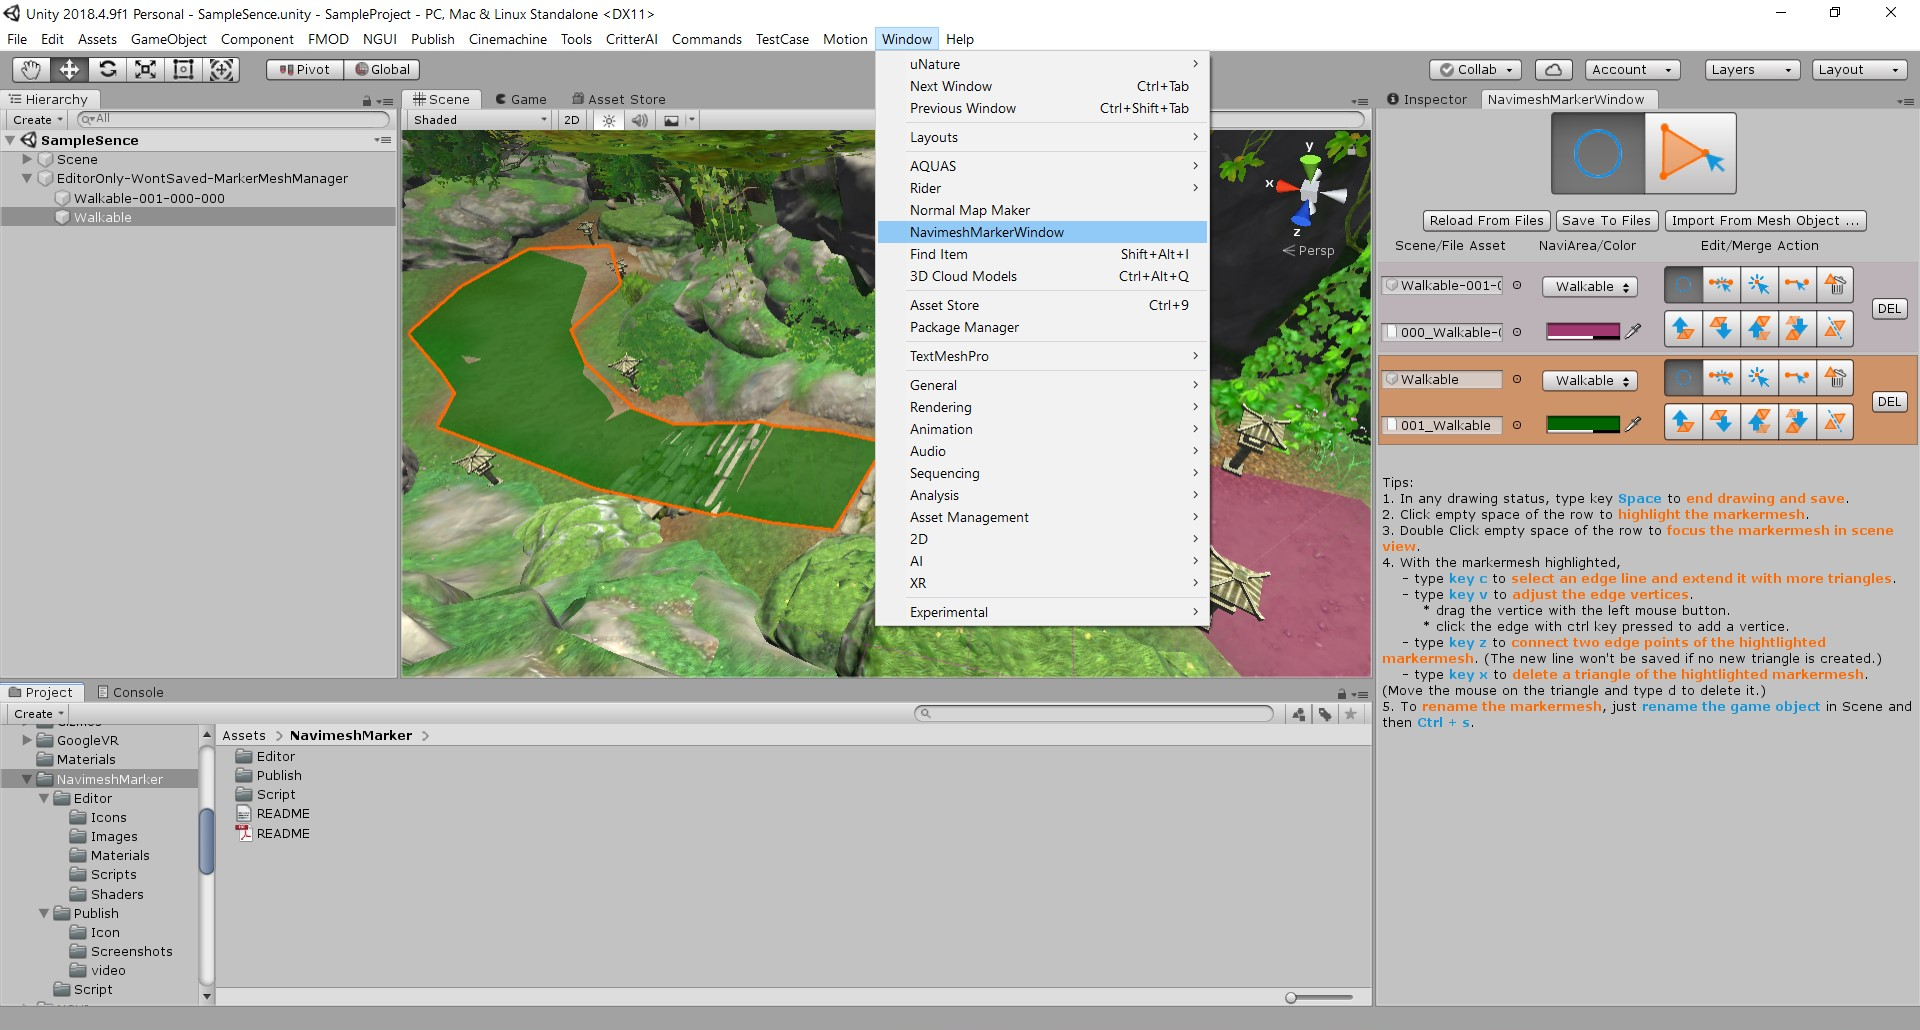 Unity 2018.4.9f1 Personal - SampleSence.unity - SampleProject - PC, Mac & Linux Standalone <DX11>
File Edit Assets GameObject Component FMOD NGUI Publish Cinemachine Tools CritterAI Commands TestCase Motion Window Help
Pivot Global Collab Account Layers Layout
Hierarchy
Create All
SampleSence
Scene
EditorOnly-WontSaved-MarkerMeshManager
Walkable-001-000-000
Walkable
Scene Game Asset Store
Shaded 2D
y
x
z
Persp
uNature
Next Window Ctrl+Tab
Previous Window Ctrl+Shift+Tab
Layouts
AQUAS
Rider
Normal Map Maker
NavimeshMarkerWindow
Find Item Shift+Alt+I
3D Cloud Models Ctrl+Alt+Q
Asset Store Ctrl+9
Package Manager
TextMeshPro
General
Rendering
Animation
Audio
Sequencing
Analysis
Asset Management
2D
AI
XR
Experimental
Inspector NavimeshMarkerWindow
Reload From Files Save To Files Import From Mesh Object ...
Scene/File Asset NaviArea/Color Edit/Merge Action
Walkable-001-( Walkable
DEL
000_Walkable-(
Walkable Walkable
DEL
001_Walkable
Tips:
1. In any drawing status, type key Space to end drawing and save.
2. Click empty space of the row to highlight the markermesh.
3. Double Click empty space of the row to focus the markermesh in scene
view.
4. With the markermesh highlighted,
- type key c to select an edge line and extend it with more triangles.
- type key v to adjust the edge vertices.
* drag the vertice with the left mouse button.
* click the edge with ctrl key pressed to add a vertice.
- type key z to connect two edge points of the hightlighted
markermesh. (The new line won't be saved if no new triangle is created.)
- type key x to delete a triangle of the hightlighted markermesh.
(Move the mouse on the triangle and type d to delete it.)
5. To rename the markermesh, just rename the game object in Scene and
then Ctrl + s.
Project Console
Create
GoogleVR
Materials
NavimeshMarker
Editor
Icons
Images
Materials
Scripts
Shaders
Publish
Icon
Screenshots
video
Script
Assets > NavimeshMarker >
Editor
Publish
Script
README
README